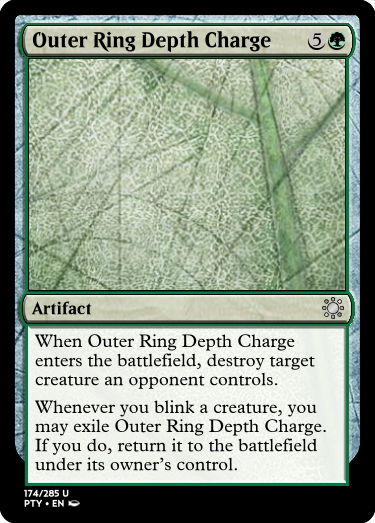 Outer Ring Depth Charge 5
Artifact
When Outer Ring Depth Charge
enters the battlefield, destroy target
creature an opponent controls.
Whenever you blink a creature, you
may exile Outer Ring Depth Charge.
If you do, return it to the battlefield
under its owner's control.
174/285 U
PTY • EN